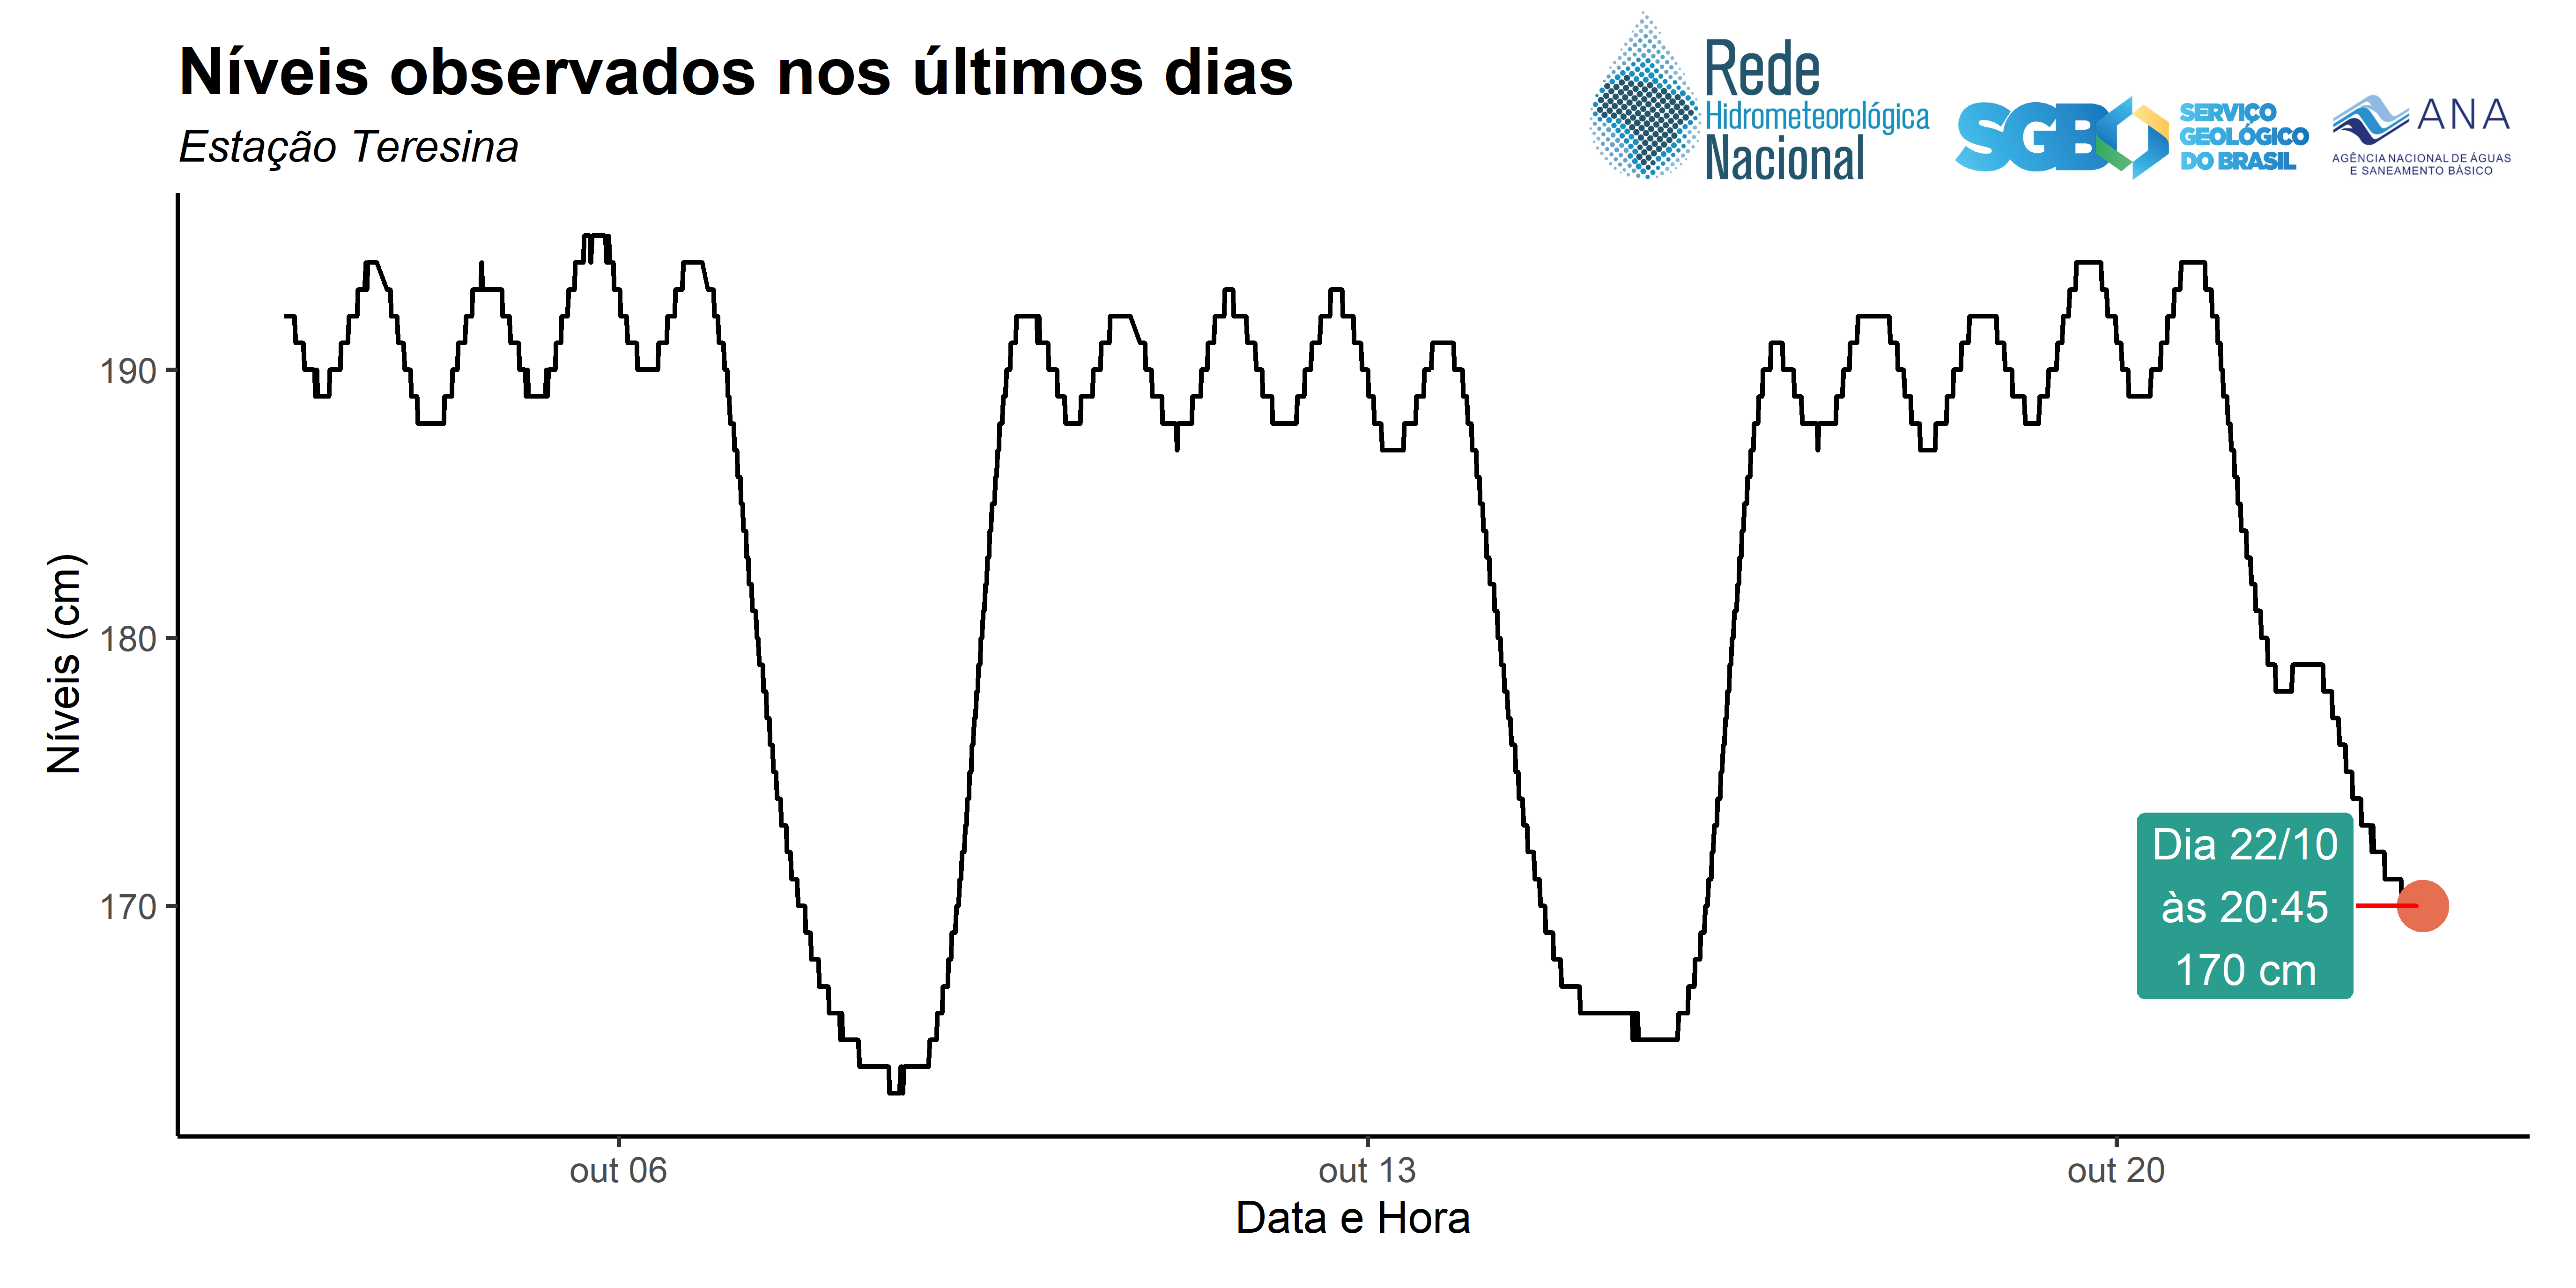 Níveis observados nos últimos dias
Estação Teresina
Rede
Hidrometeorológica
Nacional
SGB
SERVIÇO
GEOLÓGICO
DO BRASIL
ANA
AGÊNCIA NACIONAL DE ÁGUAS
E SANEAMENTO BÁSICO
Níveis (cm)
190
180
170
Dia 22/10
às 20:45
170 cm
out 06
out 13
out 20
Data e Hora